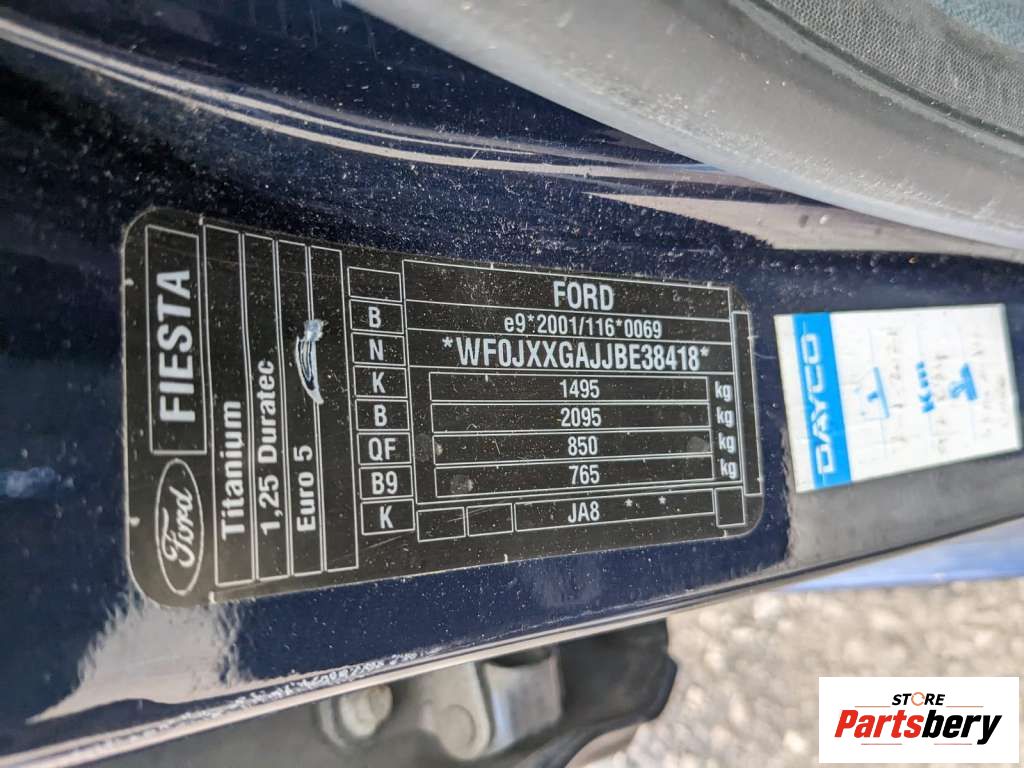 FIESTA
Ford
Titanium
1,25 Duratec
Euro 5
FORD
B e9*2001/116*0069
N *WF0JXXGAJJBE38418*
K 1495 kg
B 2095 kg
QF 850 kg
B9 765 kg
K JA8 * *
DAYCO
Km
STORE
Partsbery